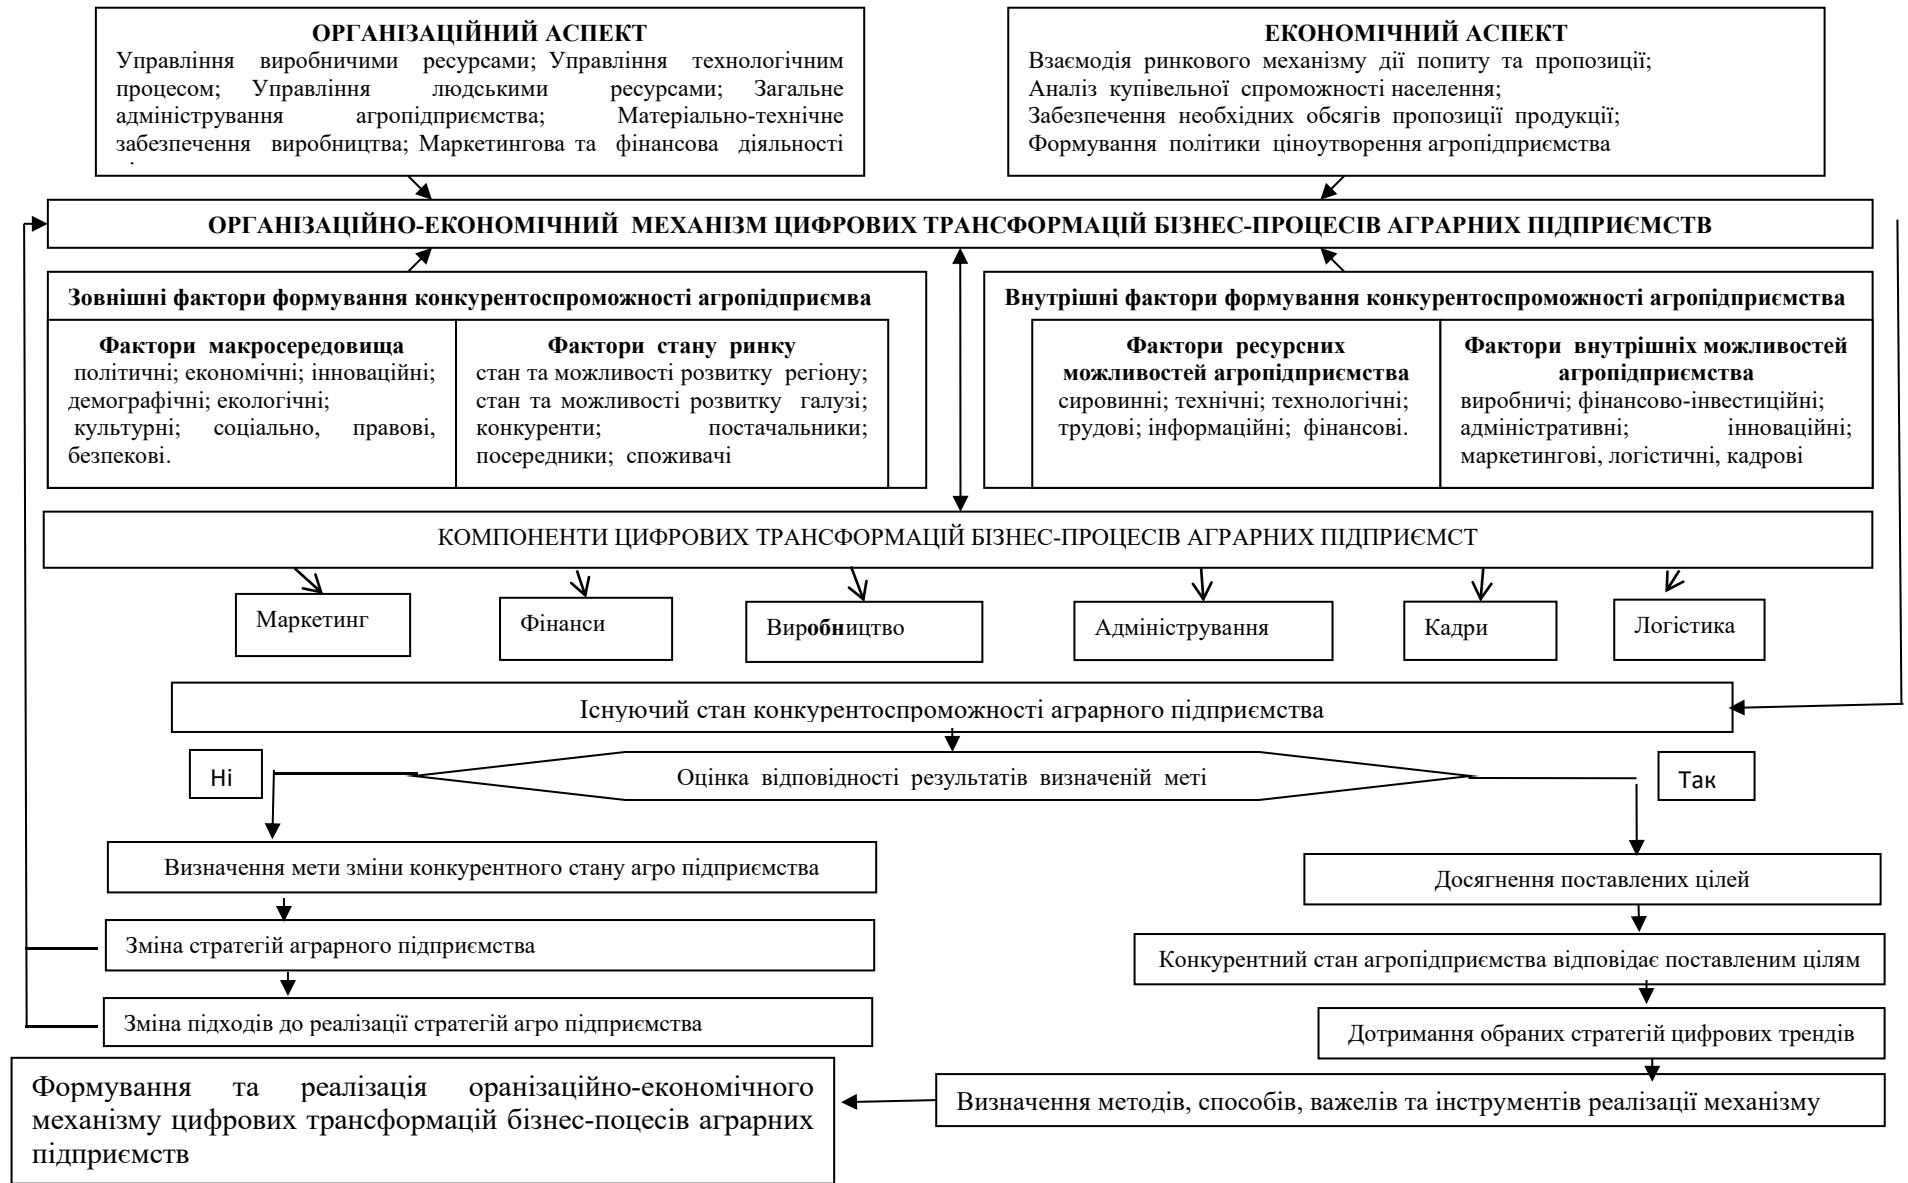 ОРГАНІЗАЦІЙНИЙ АСПЕКТ
Управління виробничими ресурсами; Управління технологічним
процесом; Управління людськими ресурсами; Загальне
адміністрування агропідприємства; Матеріально-технічне
забезпечення виробництва; Маркетингова та фінансова діяльності
ЕКОНОМІЧНИЙ АСПЕКТ
Взаємодія ринкового механізму дії попиту та пропозиції;
Аналіз купівельної спроможності населення;
Забезпечення необхідних обсягів пропозиції продукції;
Формування політики ціноутворення агропідприємства
ОРГАНІЗАЦІЙНО-ЕКОНОМІЧНИЙ МЕХАНІЗМ ЦИФРОВИХ ТРАНСФОРМАЦІЙ БІЗНЕС-ПРОЦЕСІВ АГРАРНИХ ПІДПРИЄМСТВ
Зовнішні фактори формування конкурентоспроможності агропідприємва
Фактори макросередовища
політичні; економічні; інноваційні;
демографічні; екологічні;
культурні; соціально, правові,
безпекові.
Фактори стану ринку
стан та можливості розвитку регіону;
стан та можливості розвитку галузі;
конкуренти; постачальники;
посередники; споживачі
Внутрішні фактори формування конкурентоспроможності агропідприємства
Фактори ресурсних
можливостей агропідприємства
сировинні; технічні; технологічні;
трудові; інформаційні; фінансові.
Фактори внутрішніх можливостей
агропідприємства
виробничі; фінансово-інвестиційні;
адміністративні; інноваційні;
маркетингові, логістичні, кадрові
КОМПОНЕНТИ ЦИФРОВИХ ТРАНСФОРМАЦІЙ БІЗНЕС-ПРОЦЕСІВ АГРАРНИХ ПІДПРИЄМСТ
Маркетинг
Фінанси
Виробництво
Адміністрування
Кадри
Логістика
Існуючий стан конкурентоспроможності аграрного підприємства
Ні
Оцінка відповідності результатів визначеній меті
Так
Визначення мети зміни конкурентного стану агро підприємства
Зміна стратегій аграрного підприємства
Зміна підходів до реалізації стратегій агро підприємства
Досягнення поставлених цілей
Конкурентний стан агропідприємства відповідає поставленим цілям
Дотримання обраних стратегій цифрових трендів
Визначення методів, способів, важелів та інструментів реалізації механізму
Формування та реалізація оранізаційно-економічного
механізму цифрових трансформацій бізнес-поцесів аграрних
підприємств